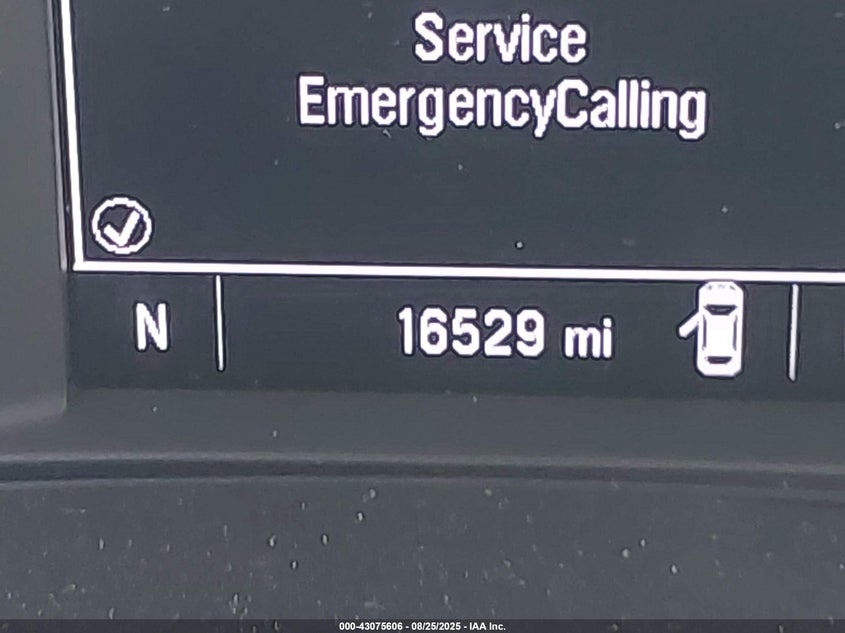 Service
EmergencyCalling
N
16529 mi
000-43075606 - 08/25/2025 - IAA Inc.